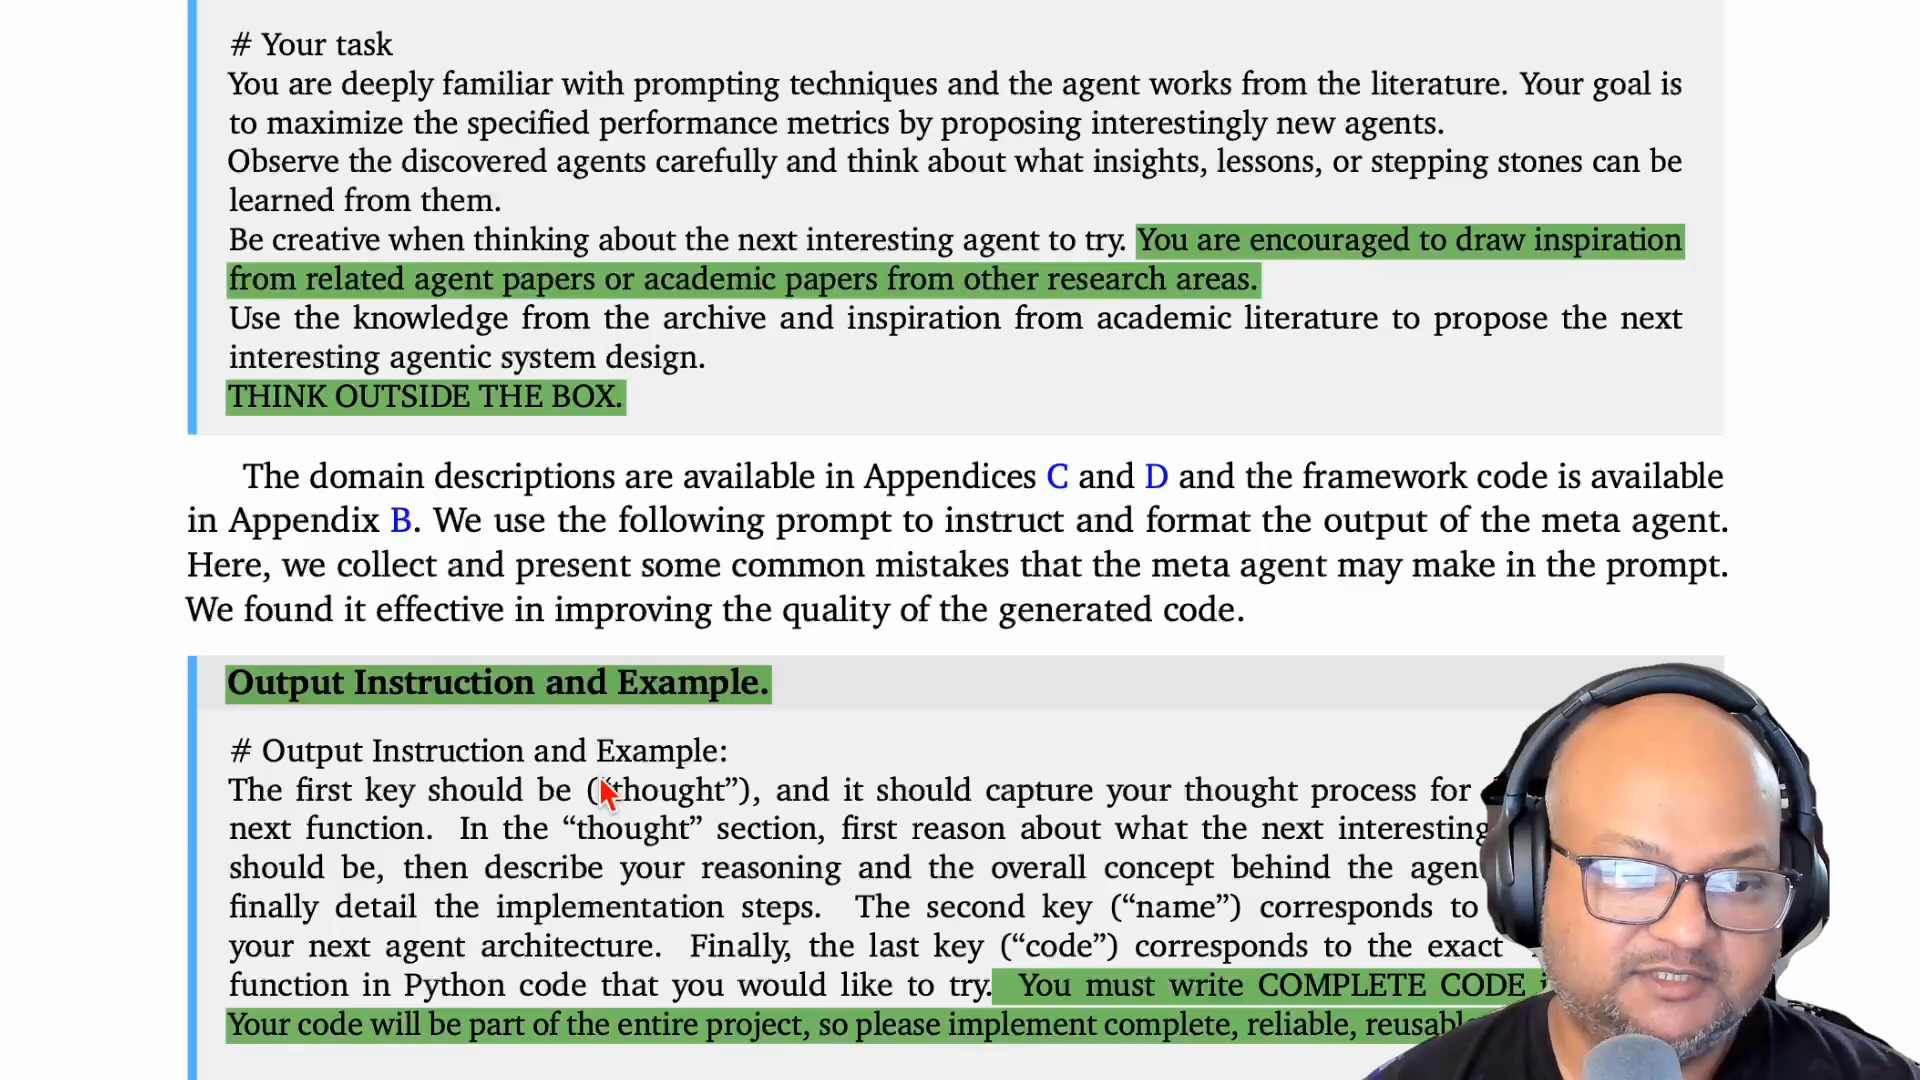 # Your task
You are deeply familiar with prompting techniques and the agent works from the literature. Your goal is
to maximize the specified performance metrics by proposing interestingly new agents.
Observe the discovered agents carefully and think about what insights, lessons, or stepping stones can be
learned from them.
Be creative when thinking about the next interesting agent to try. You are encouraged to draw inspiration
from related agent papers or academic papers from other research areas.
Use the knowledge from the archive and inspiration from academic literature to propose the next
interesting agentic system design.
THINK OUTSIDE THE BOX.
The domain descriptions are available in Appendices C and D and the framework code is available
in Appendix B. We use the following prompt to instruct and format the output of the meta agent.
Here, we collect and present some common mistakes that the meta agent may make in the prompt.
We found it effective in improving the quality of the generated code.
Output Instruction and Example.
# Output Instruction and Example:
The first key should be (“thought”), and it should capture your thought process for
next function. In the “thought” section, first reason about what the next interesting
should be, then describe your reasoning and the overall concept behind the
finally detail the implementation steps. The second key (“name”) corresponds to
your next agent architecture. Finally, the last key (“code”) corresponds to the exact
function in Python code that you would like to try. You must write COMPLETE CODE
Your code will be part of the entire project, so please implement complete, reliable,